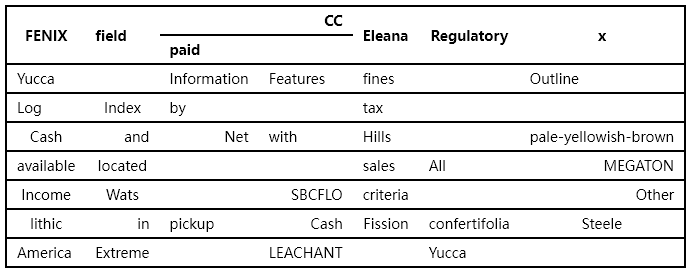 FENIX field CC Eleana Regulatory x
paid
Yucca Information Features fines Outline
Log Index by tax
Cash and Net with Hills pale-yellowish-brown
available located sales All MEGATON
Income Wats SBCFLO criteria Other
lithic in pickup Cash Fission confertifolia Steele
America Extreme LEACHANT Yucca